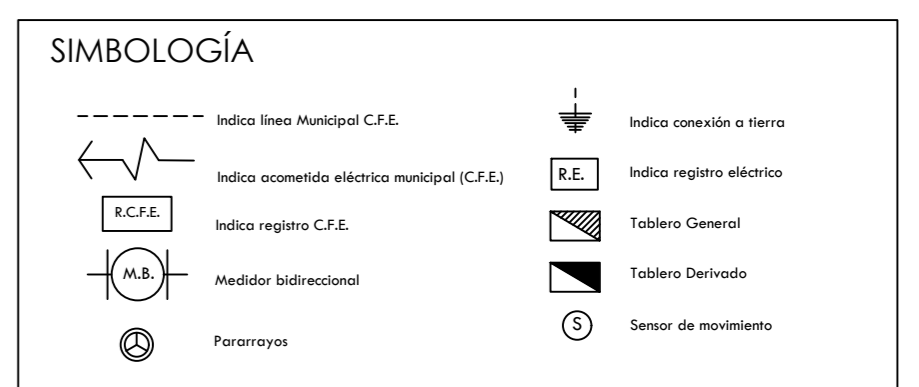 SIMBOLOGÍA
Indica línea Municipal C.F.E.
Indica acometida eléctrica municipal (C.F.E.)
R.C.F.E.
Indica registro C.F.E.
M.B.
Medidor bidireccional
Pararrayos
Indica conexión a tierra
R.E.
Indica registro eléctrico
Tablero General
Tablero Derivado
S
Sensor de movimiento